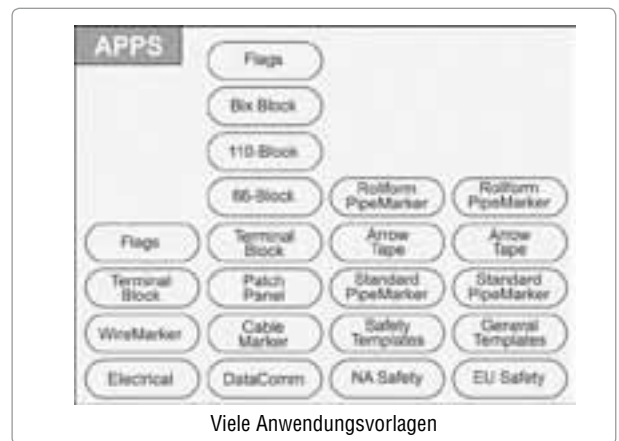 APPS
Flags
Bix Block
110-Block
66-Block
Rollform
PipeMarker
Rollform
PipeMarker
Flags
Terminal
Block
Arrow
Tape
Arrow
Tape
Terminal
Block
Patch
Panel
Standard
PipeMarker
Standard
PipeMarker
WireMarker
Cable
Marker
Safety
Templates
General
Templates
Electrical
DataComm
NA Safety
EU Safety
Viele Anwendungsvorlagen